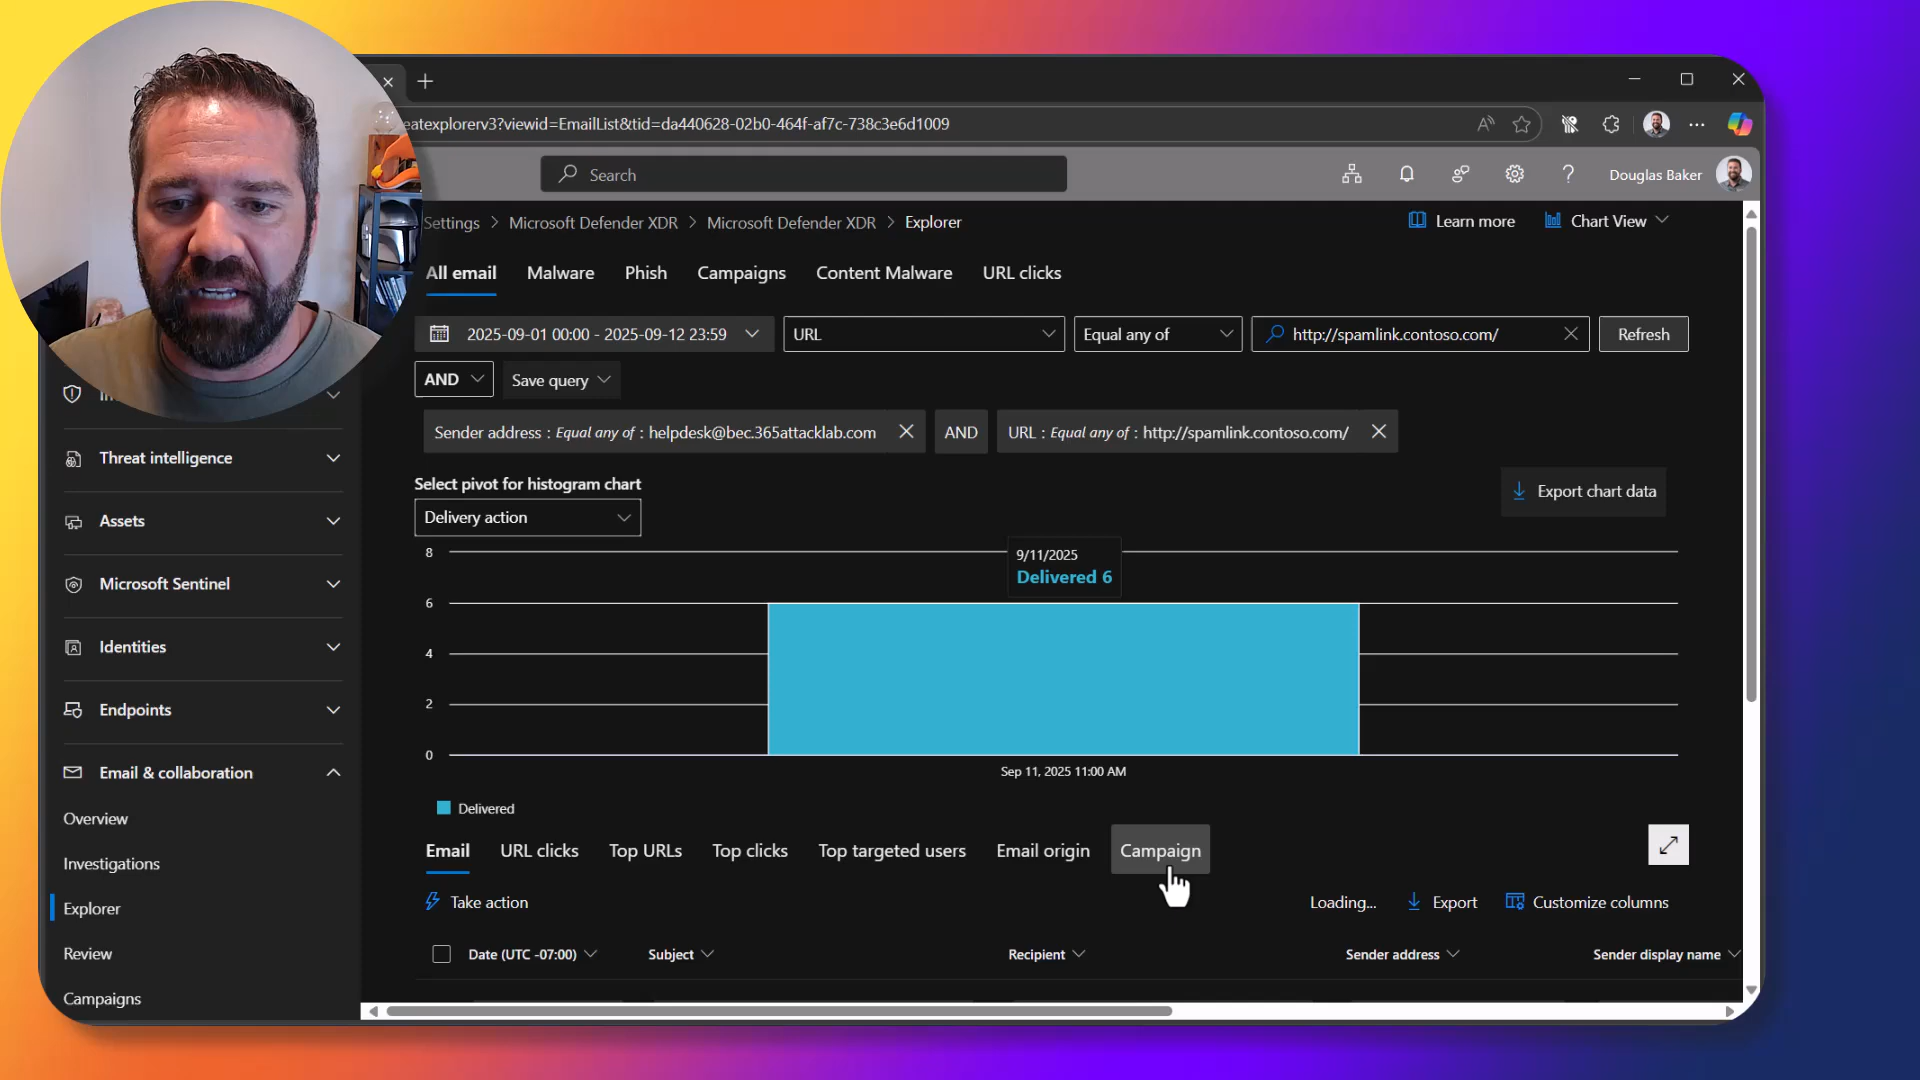 eatexplorerv3?viewid=EmailList&tid=da440628-02b0-464f-af7c-738c3e6d1009
Search
Douglas Baker
Settings > Microsoft Defender XDR > Microsoft Defender XDR > Explorer
Learn more
Chart View
All email
Malware
Phish
Campaigns
Content Malware
URL clicks
2025-09-01 00:00 - 2025-09-12 23:59
URL
Equal any of
http://spamlink.contoso.com/
Refresh
AND
Save query
Sender address : Equal any of : helpdesk@bec.365attacklab.com
AND
URL : Equal any of : http://spamlink.contoso.com/
Select pivot for histogram chart
Delivery action
Export chart data
8
9/11/2025
Delivered 6
6
4
2
0
Sep 11, 2025 11:00 AM
Delivered
Email
URL clicks
Top URLs
Top clicks
Top targeted users
Email origin
Campaign
Take action
Loading...
Export
Customize columns
Date (UTC -07:00)
Subject
Recipient
Sender address
Sender display name
Threat intelligence
Assets
Microsoft Sentinel
Identities
Endpoints
Email & collaboration
Overview
Investigations
Explorer
Review
Campaigns